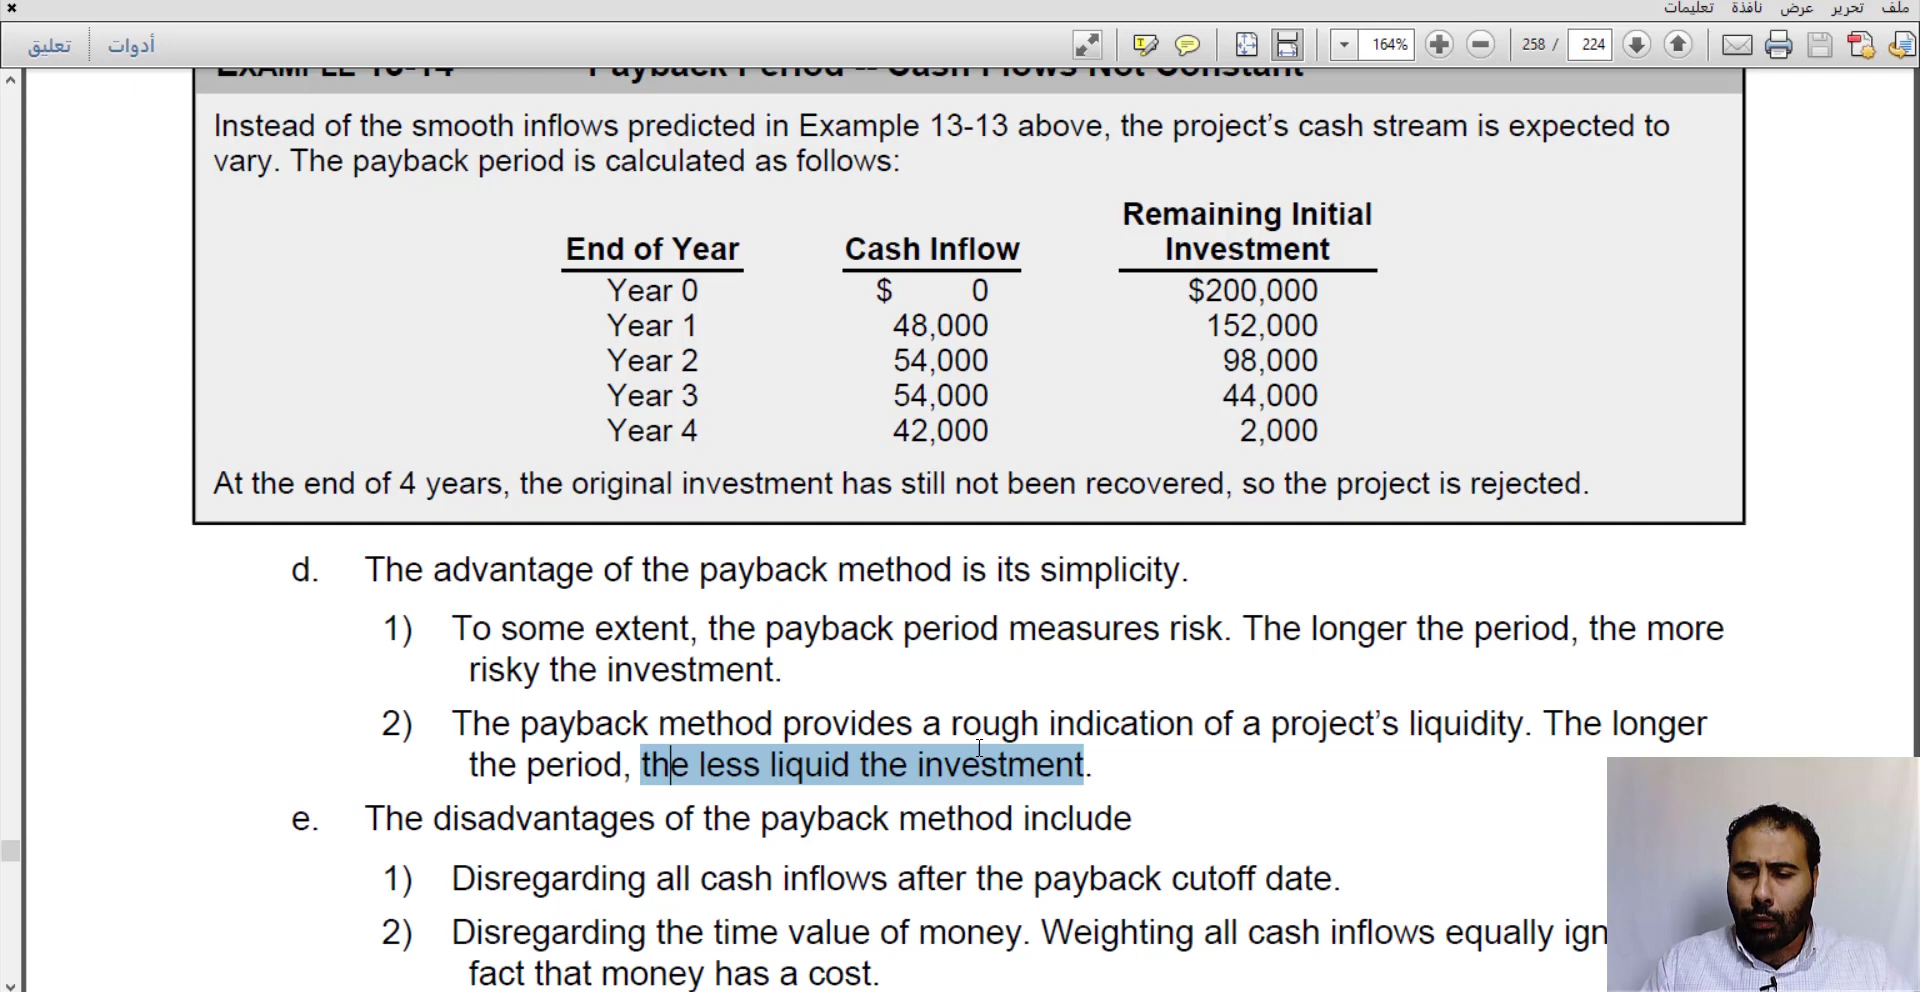 ملف تحرير عرض نافذة تعليمات
أدوات تعليق
164% 258 / 224
EXAMPLE 13-14 Payback Period -- Cash Flows Not Constant
Instead of the smooth inflows predicted in Example 13-13 above, the project's cash stream is expected to
vary. The payback period is calculated as follows:
Remaining Initial
End of Year Cash Inflow Investment
Year 0 $ 0 $200,000
Year 1 48,000 152,000
Year 2 54,000 98,000
Year 3 54,000 44,000
Year 4 42,000 2,000
At the end of 4 years, the original investment has still not been recovered, so the project is rejected.
d. The advantage of the payback method is its simplicity.
1) To some extent, the payback period measures risk. The longer the period, the more
risky the investment.
2) The payback method provides a rough indication of a project's liquidity. The longer
the period, the less liquid the investment.
e. The disadvantages of the payback method include
1) Disregarding all cash inflows after the payback cutoff date.
2) Disregarding the time value of money. Weighting all cash inflows equally ign
fact that money has a cost.